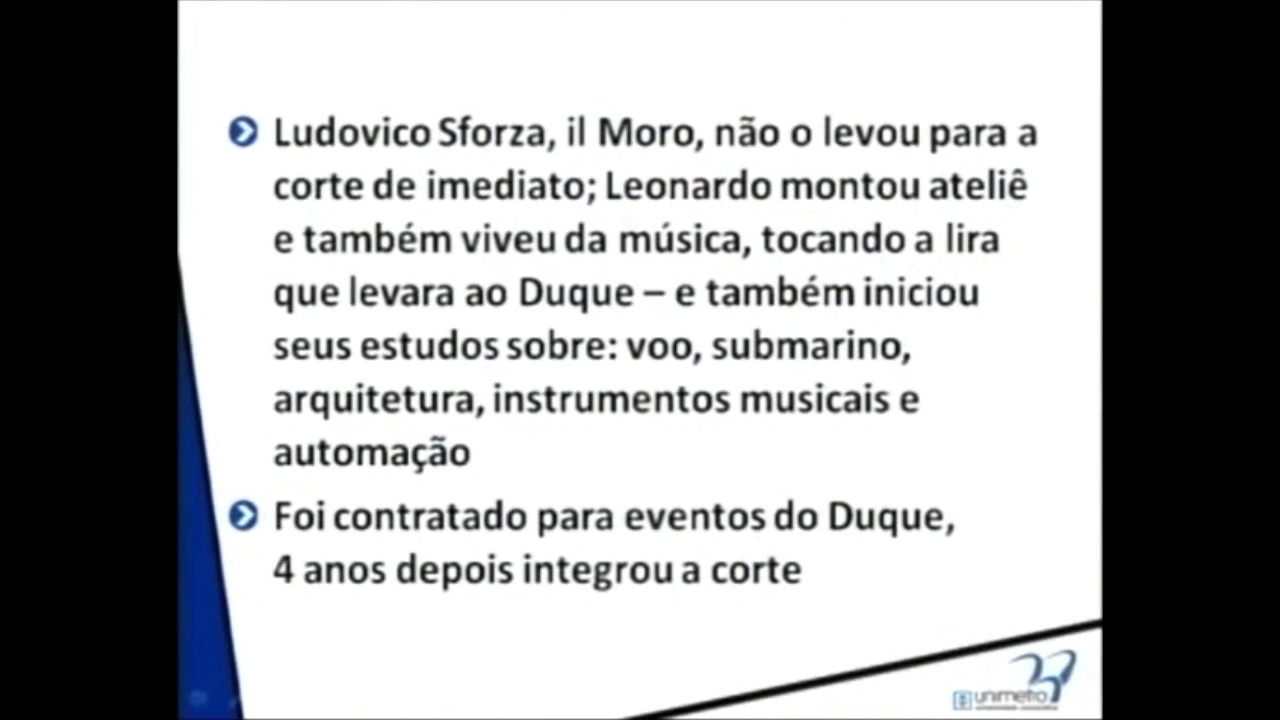 Ludovico Sforza, il Moro, não o levou para a
corte de imediato; Leonardo montou ateliê
e também viveu da música, tocando a lira
que levara ao Duque – e também iniciou
seus estudos sobre: voo, submarino,
arquitetura, instrumentos musicais e
automação
Foi contratado para eventos do Duque,
4 anos depois integrou a corte
unimetro